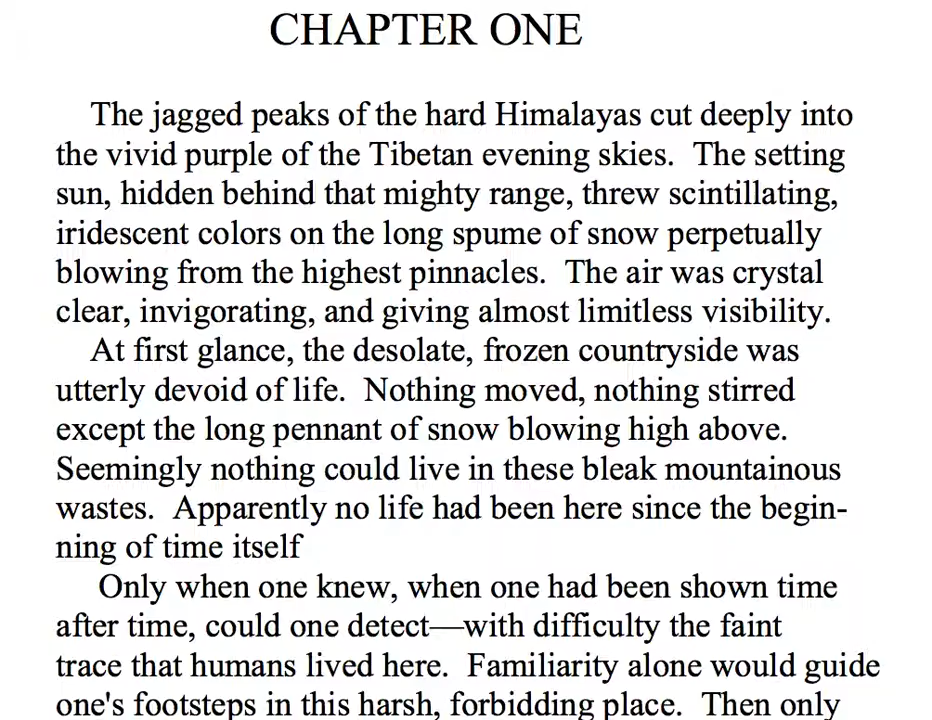 CHAPTER ONE
The jagged peaks of the hard Himalayas cut deeply into
the vivid purple of the Tibetan evening skies.  The setting
sun, hidden behind that mighty range, threw scintillating,
iridescent colors on the long spume of snow perpetually
blowing from the highest pinnacles.  The air was crystal
clear, invigorating, and giving almost limitless visibility.
At first glance, the desolate, frozen countryside was
utterly devoid of life.  Nothing moved, nothing stirred
except the long pennant of snow blowing high above.
Seemingly nothing could live in these bleak mountainous
wastes.  Apparently no life had been here since the begin-
ning of time itself
Only when one knew, when one had been shown time
after time, could one detect—with difficulty the faint
trace that humans lived here.  Familiarity alone would guide
one's footsteps in this harsh, forbidding place.  Then only